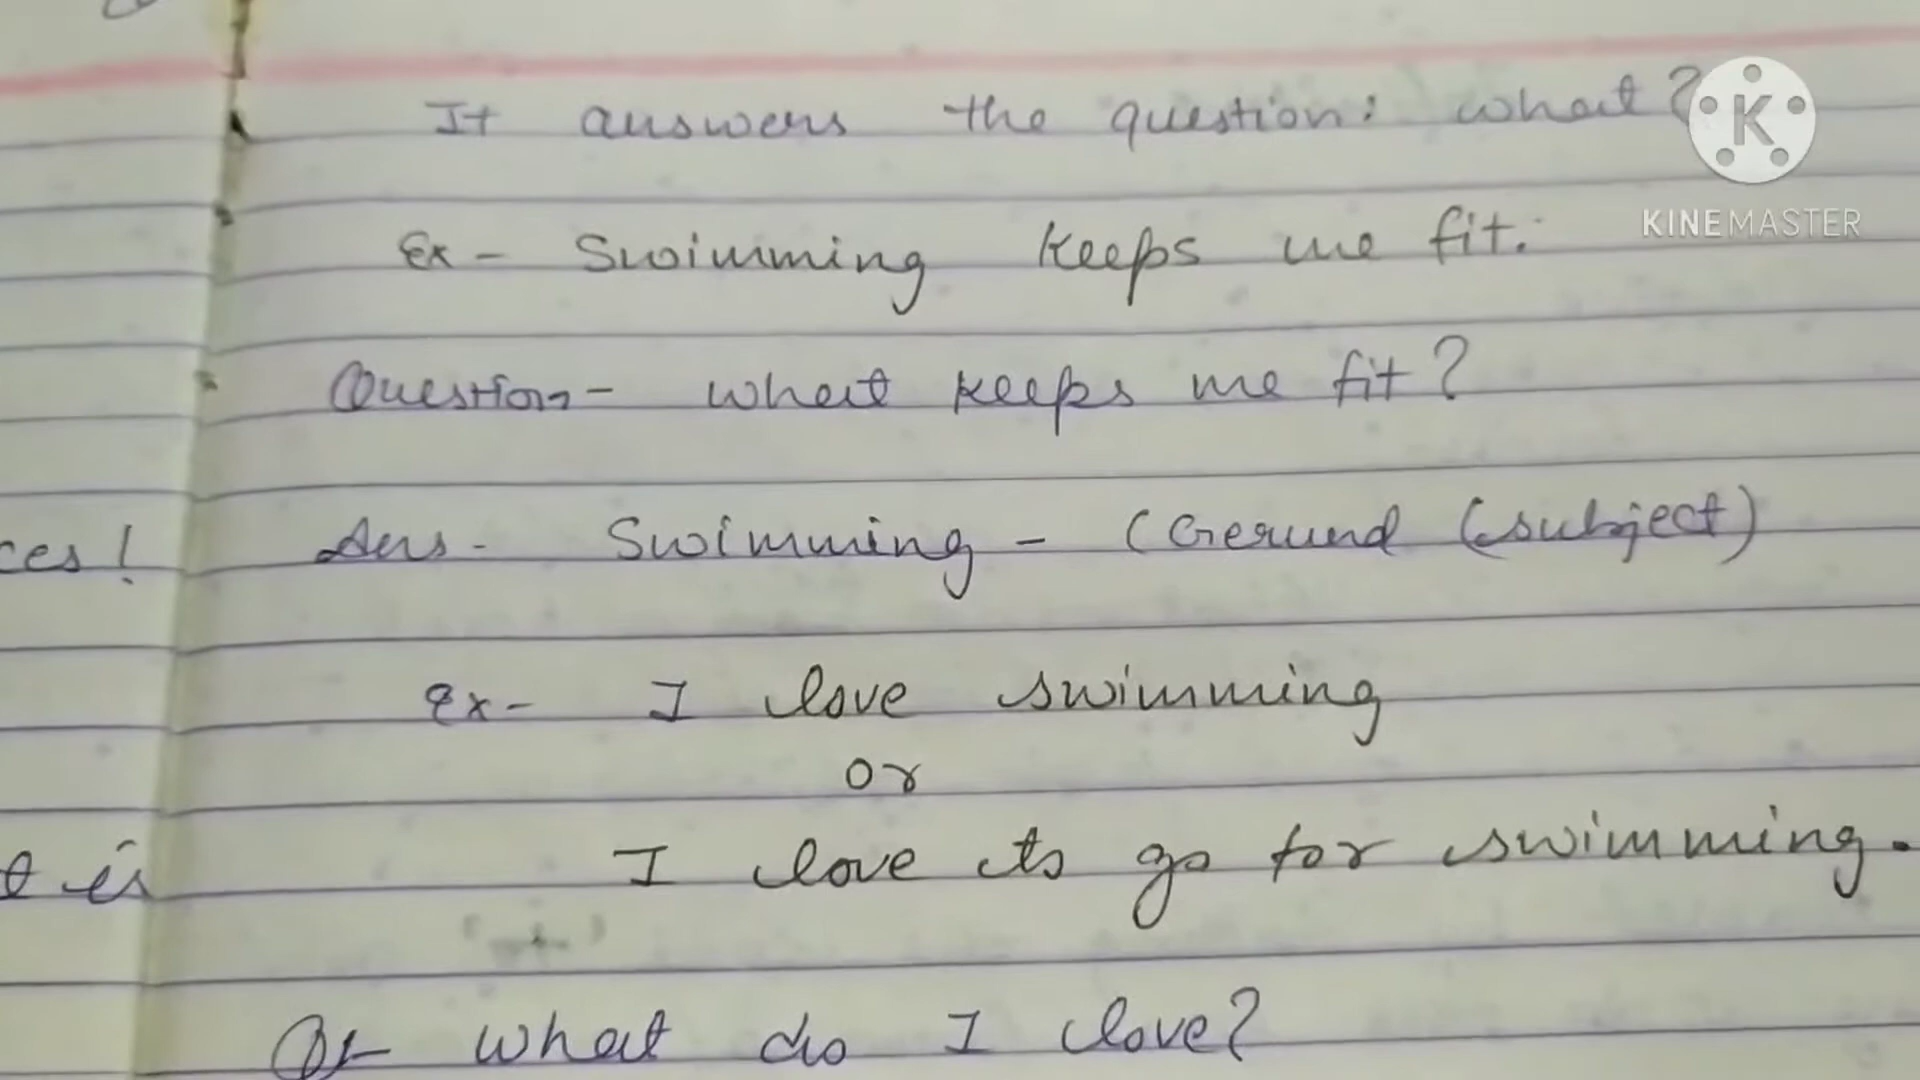 It answers the question: what?
KINEMASTER
Ex - Swimming keeps me fit.
Question - what keeps me fit?
ces! Ans - Swimming - (Gerund (subject)
Ex - I love swimming
or
is I love to go for swimming.
Q - what do I love?